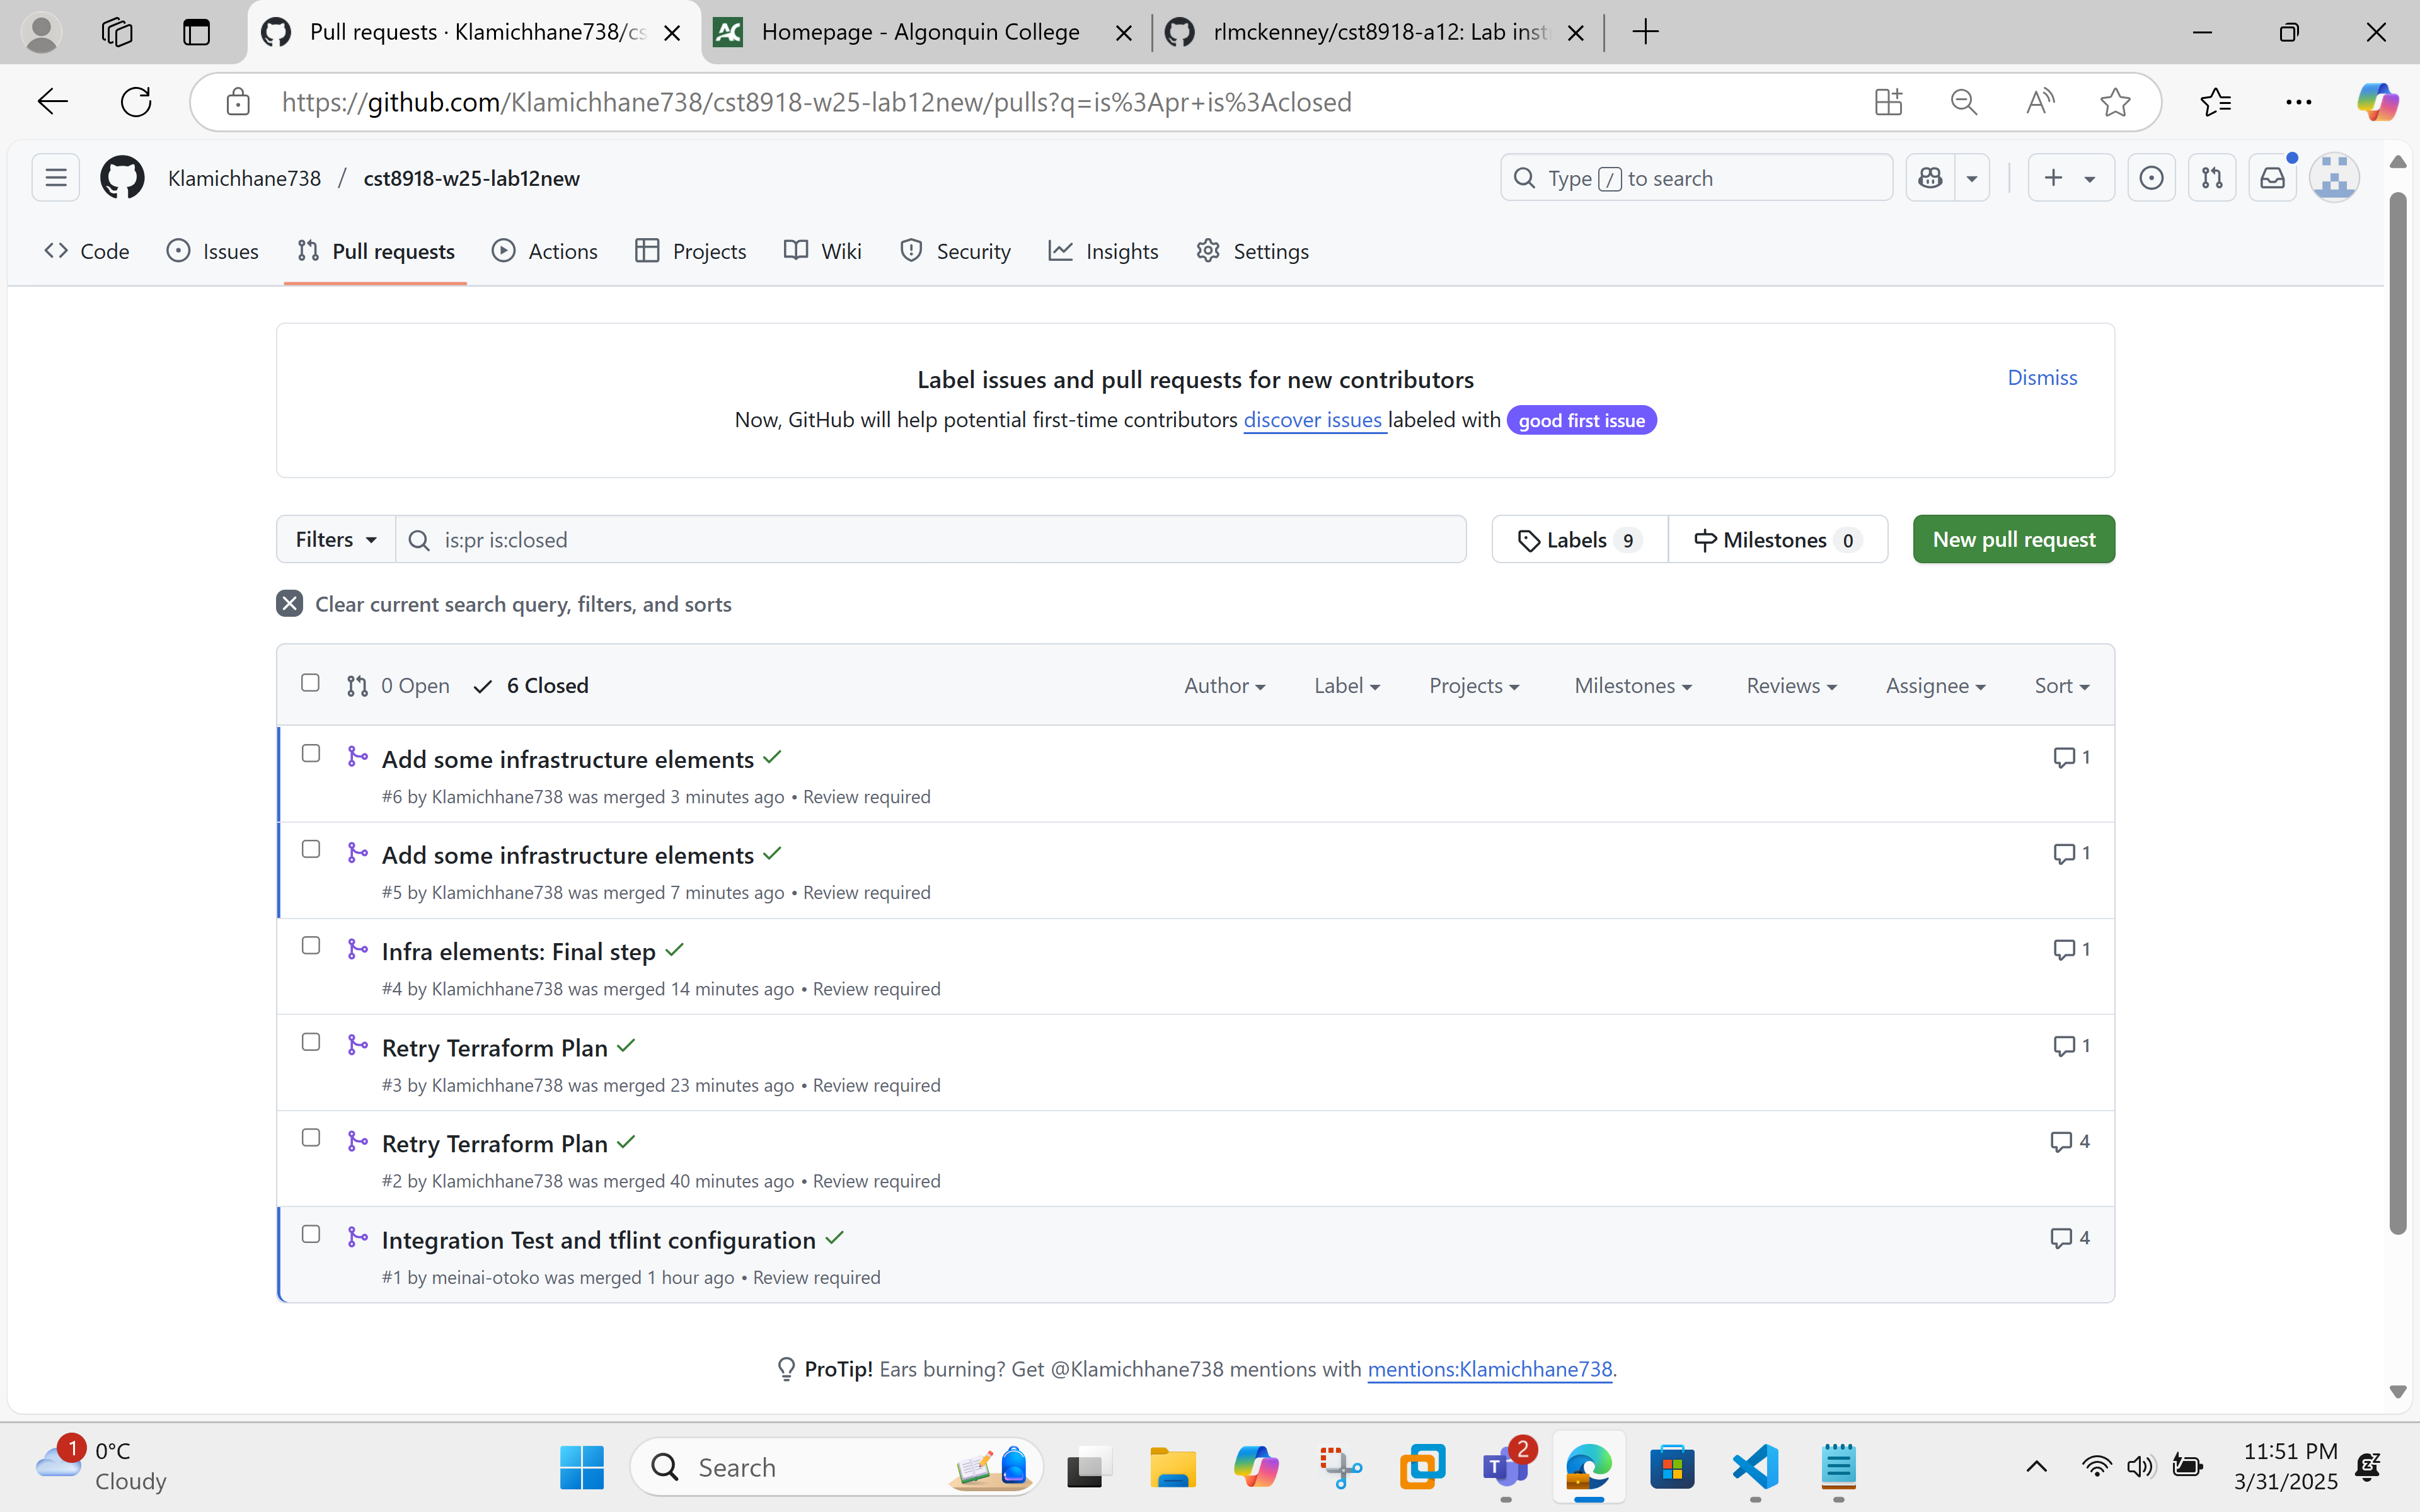 Pull requests · Klamichhane738/cs
Homepage - Algonquin College
rlmckenney/cst8918-a12: Lab inst
https://github.com/Klamichhane738/cst8918-w25-lab12new/pulls?q=is%3Apr+is%3Aclosed
Klamichhane738 / cst8918-w25-lab12new
Type / to search
Code
Issues
Pull requests
Actions
Projects
Wiki
Security
Insights
Settings
Label issues and pull requests for new contributors
Dismiss
Now, GitHub will help potential first-time contributors discover issues labeled with good first issue
Filters
is:pr is:closed
Labels 9
Milestones 0
New pull request
Clear current search query, filters, and sorts
0 Open
6 Closed
Author
Label
Projects
Milestones
Reviews
Assignee
Sort
Add some infrastructure elements
1
#6 by Klamichhane738 was merged 3 minutes ago • Review required
Add some infrastructure elements
1
#5 by Klamichhane738 was merged 7 minutes ago • Review required
Infra elements: Final step
1
#4 by Klamichhane738 was merged 14 minutes ago • Review required
Retry Terraform Plan
1
#3 by Klamichhane738 was merged 23 minutes ago • Review required
Retry Terraform Plan
4
#2 by Klamichhane738 was merged 40 minutes ago • Review required
Integration Test and tflint configuration
4
#1 by meinai-otoko was merged 1 hour ago • Review required
ProTip! Ears burning? Get @Klamichhane738 mentions with mentions:Klamichhane738.
1
0°C
Cloudy
Search
2
11:51 PM
3/31/2025